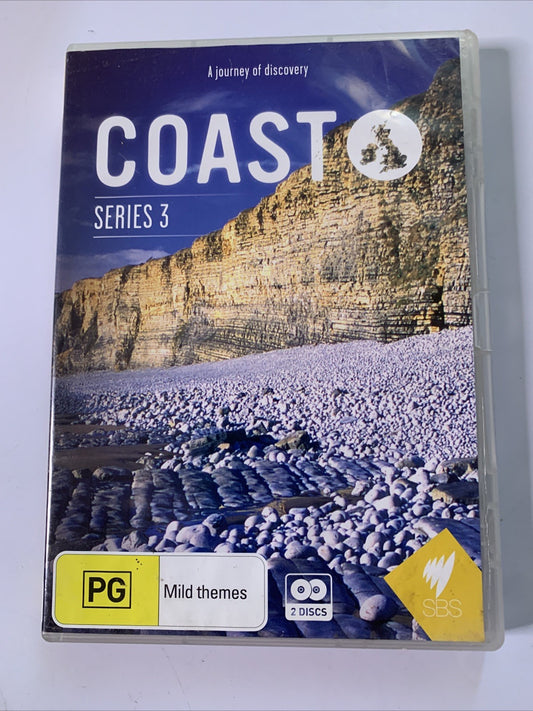 A journey of discovery
COAST
SERIES 3
PG
Mild themes
2 DISCS
SBS